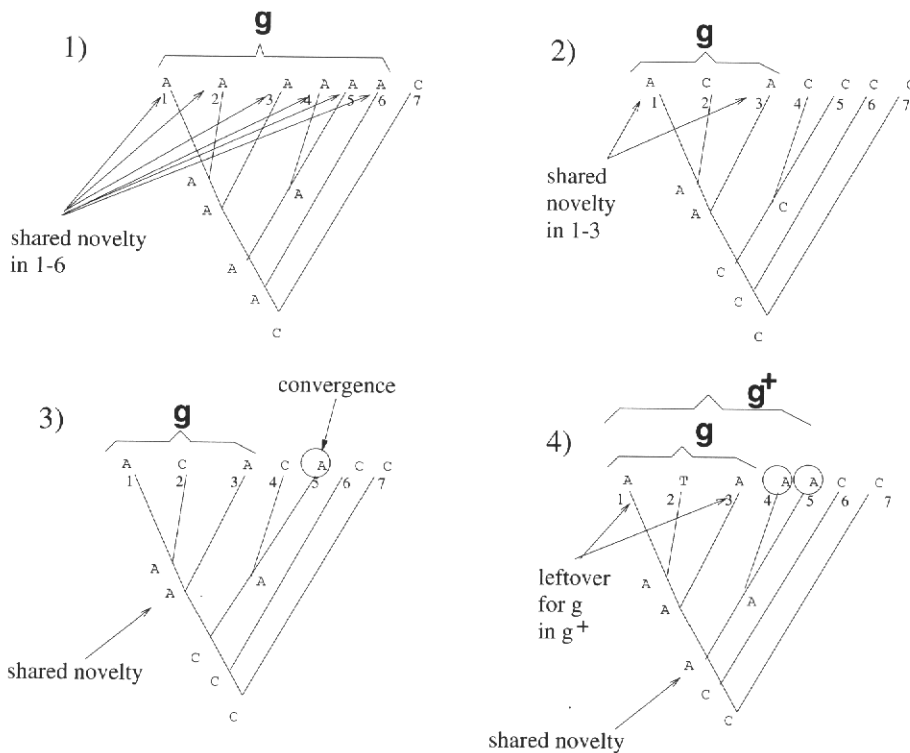 1)
g
A A A A A A C
1 2 3 4 5 6 7
A
A
A
A
A
C
shared novelty
in 1-6
2)
g
A C A C C C C
1 2 3 4 5 6 7
A
A
C
C
C
C
shared
novelty
in 1-3
3)
convergence
g
A C A C A C C
1 2 3 4 5 6 7
A
A
A
C
C
C
shared novelty
4)
g+
g
A T A A A C C
1 2 3 4 5 6 7
A
A
A
A
C
C
leftover
for g
in g+
shared novelty